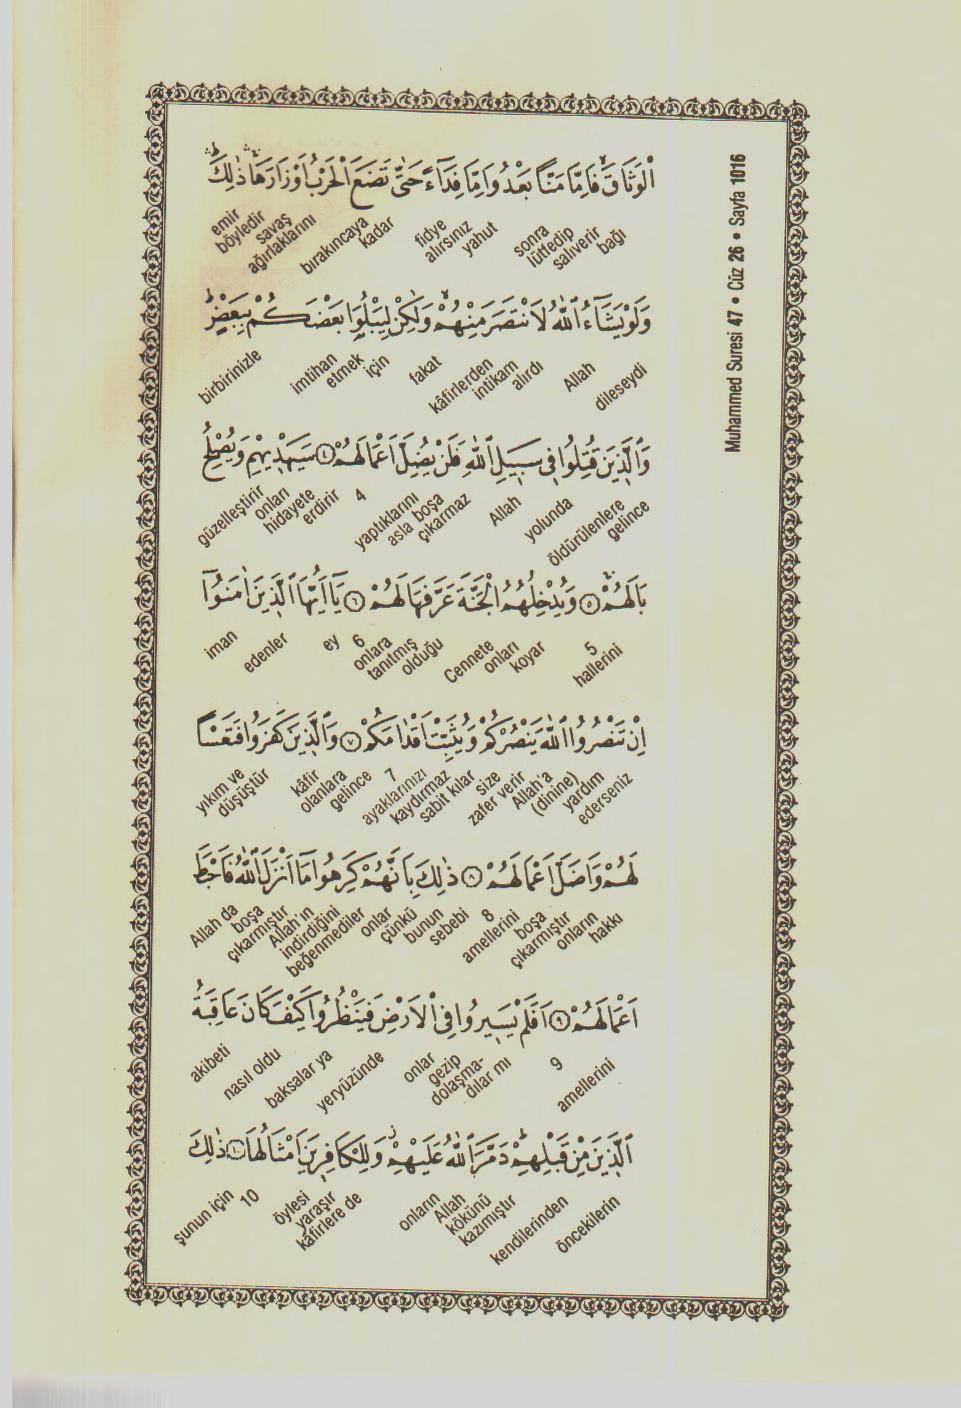 Muhammed Suresi 47 • Cüz 26 • Sayfa 1016
الْوَثَاقَ فَاِمَّا مَنًّا بَعْدُ وَاِمَّا فِدَٓاءً حَتّٰى تَضَعَ الْحَرْبُ اَوْزَارَهَا ذٰلِكَ
bağı salıverir lütfedip sonra yahut alırsınız fidye kadar bırakıncaya ağırlaklarını savaş böyledir emir
وَلَوْ يَشَٓاءُ اللّٰهُ لَانْتَصَرَ مِنْهُمْ وَلٰكِنْ لِيَبْلُوَ۬ا بَعْضَكُمْ بِبَعْضٍ
dileseydi Allah alırdı intikam kâfirlerden fakat için etmek imtihan birbirinizle
وَالَّذ۪ينَ قُتِلُوا ف۪ي سَب۪يلِ اللّٰهِ فَلَنْ يُضِلَّ اَعْمَالَهُمْ ﴿٤﴾ سَيَهْد۪يهِمْ وَيُصْلِحُ
gelince öldürülenlere yolunda Allah çıkarmaz asla boşa yaptıklarını 4 erdirir hidayete onları güzelleştirir
بَالَهُمْ ﴿٥﴾ وَيُدْخِلُهُمُ الْجَنَّةَ عَرَّفَهَا لَهُمْ ﴿٦﴾ يَٓا اَيُّهَا الَّذ۪ينَ اٰمَنُٓوا
5 hallerini koyar onları Cennete olduğu tanıtmış onlara 6 ey edenler iman
اِنْ تَنْصُرُوا اللّٰهَ يَنْصُرْكُمْ وَيُثَبِّتْ اَقْدَامَكُمْ ﴿٧﴾ وَالَّذ۪ينَ كَفَرُوا فَتَعْسًا
ederseniz yardım (dinine) Allah'a zafer verir size sabit kılar kaydırmaz ayaklarınızı 7 gelince olanlara kâfir düşüştür yıkım ve
لَهُمْ وَاَضَلَّ اَعْمَالَهُمْ ﴿٨﴾ ذٰلِكَ بِاَنَّهُمْ كَرِهُوا مَٓا اَنْزَلَ اللّٰهُ فَاَحْبَطَ
hakkı onların çıkarmıştır boşa amellerini 8 sebebi bunun çünkü onlar beğenmediler indirdiğini Allah'ın çıkarmıştır boşa Allah da
اَعْمَالَهُمْ ﴿٩﴾ اَفَلَمْ يَس۪يرُوا فِي الْاَرْضِ فَيَنْظُرُوا كَيْفَ كَانَ عَاقِبَةُ
amellerini 9 dılar mı dolaşma- gezip onlar yeryüzünde baksalar ya nasıl oldu akibeti
الَّذ۪ينَ مِنْ قَبْلِهِمْ دَمَّرَ اللّٰهُ عَلَيْهِمْ وَلِلْكَافِر۪ينَ اَمْثَالُهَا ﴿١٠﴾ ذٰلِكَ
öncekilerin kendilerinden kazımıştır kökünü Allah onların kâfirlere de yaraşır öylesi 10 şunun için